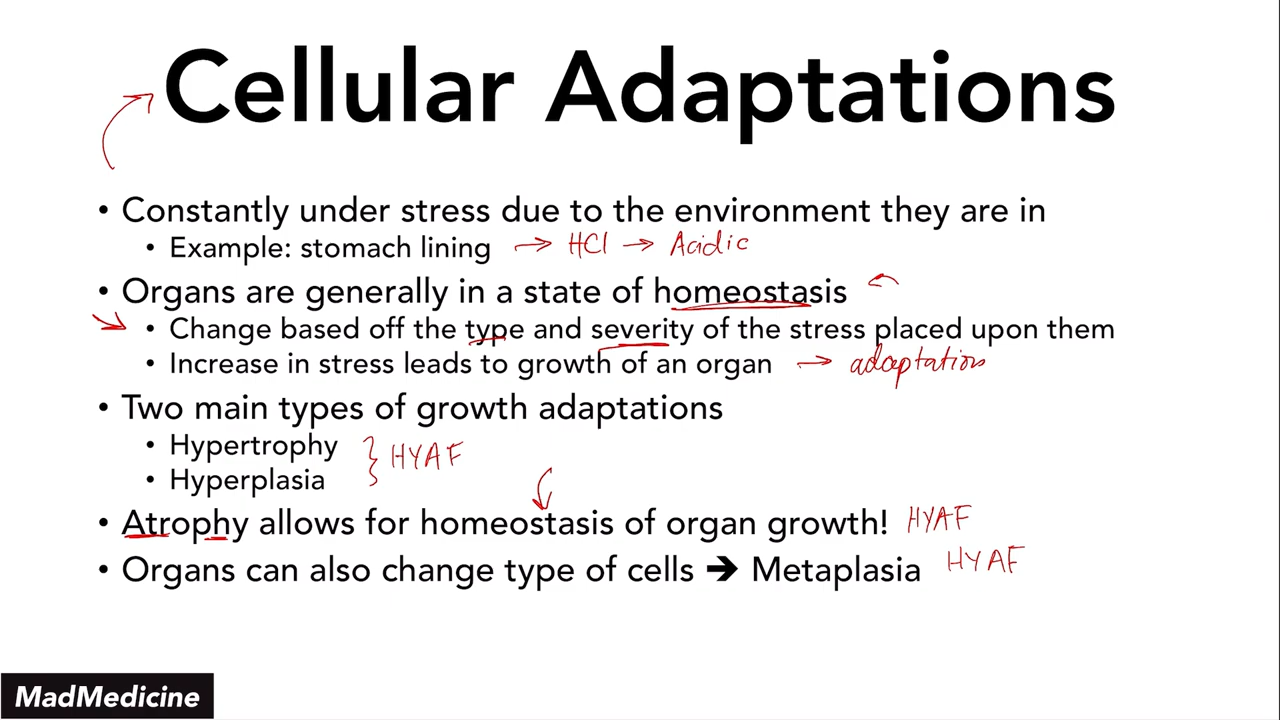 Cellular Adaptations
• Constantly under stress due to the environment they are in
• Example: stomach lining → HCl → Acidic
• Organs are generally in a state of homeostasis
• Change based off the type and severity of the stress placed upon them
• Increase in stress leads to growth of an organ → adaptation
• Two main types of growth adaptations
• Hypertrophy
} HYAF
• Hyperplasia
• Atrophy allows for homeostasis of organ growth! HYAF
• Organs can also change type of cells ➔ Metaplasia HYAF
MadMedicine